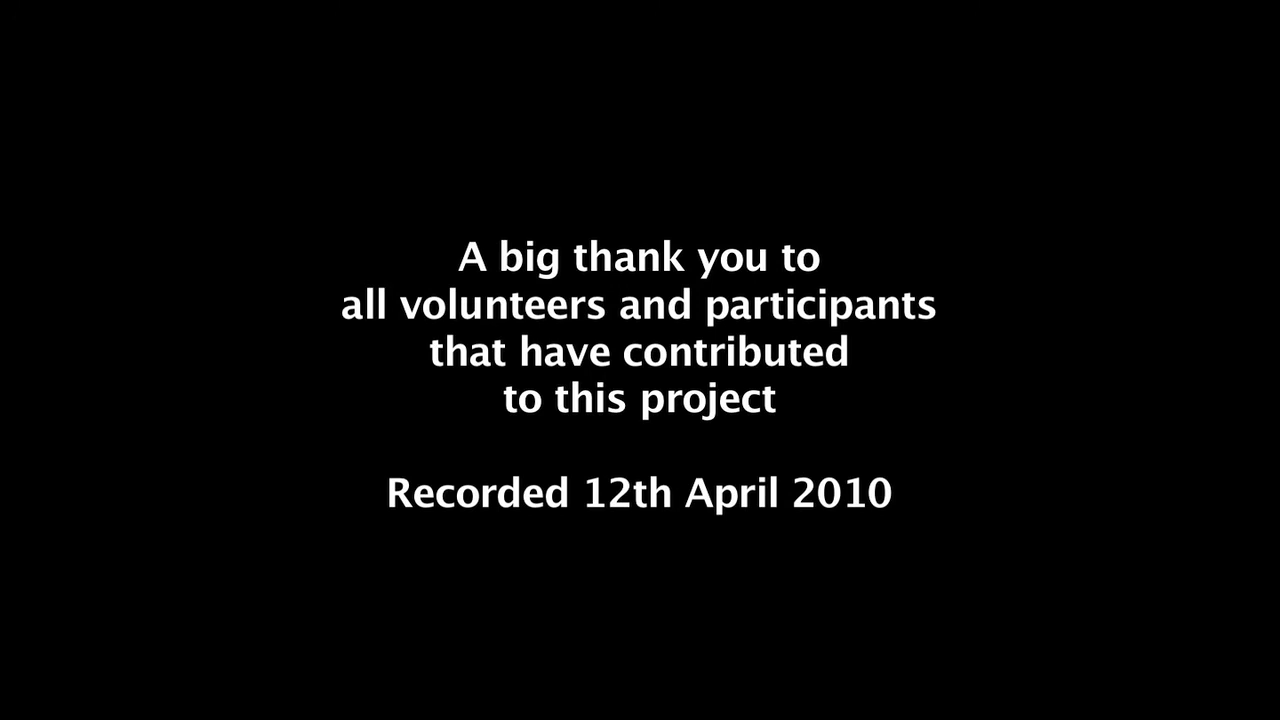 A big thank you to
all volunteers and participants
that have contributed
to this project
Recorded 12th April 2010